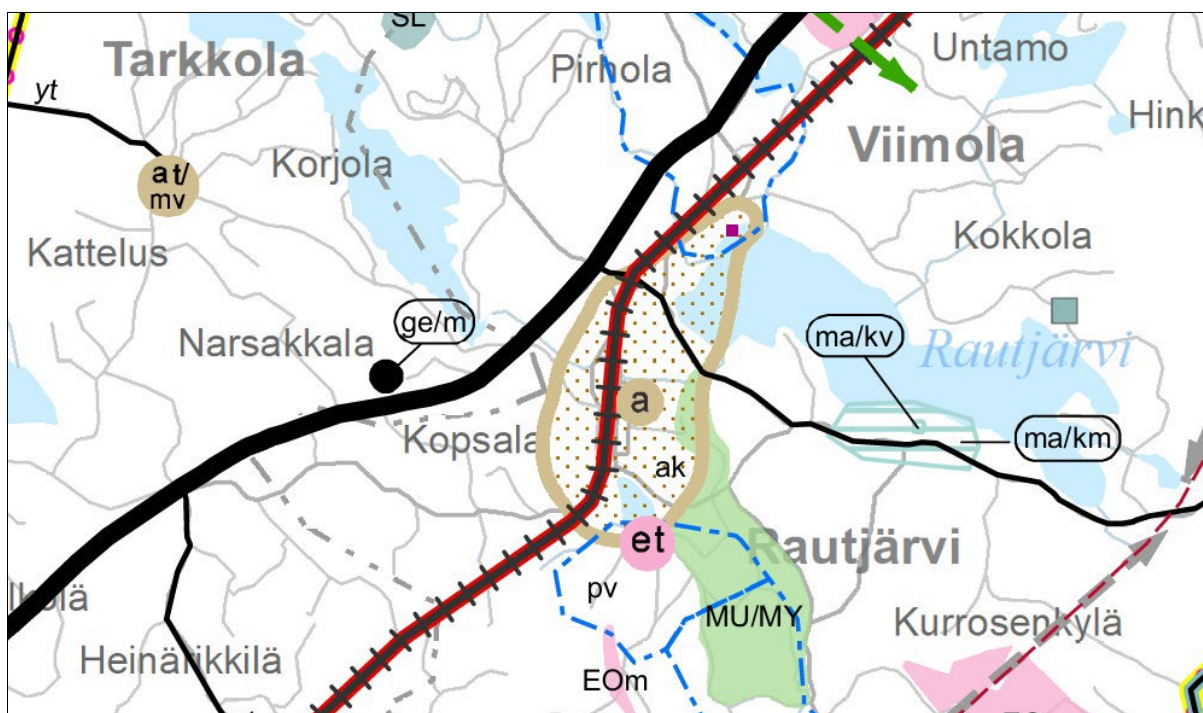 SL
Tarkkola
Pirhola
Untamo
yt
Hink
Viimola
Korjola
at/
mv
Kattelus
Kokkola
ge/m
Narsakkala
ma/kv
Rautjärvi
a
Kopsala
ma/km
ak
et
Rautjärvi
pv
MU/MY
Kurrosenkylä
Heinärikkilä
EOm